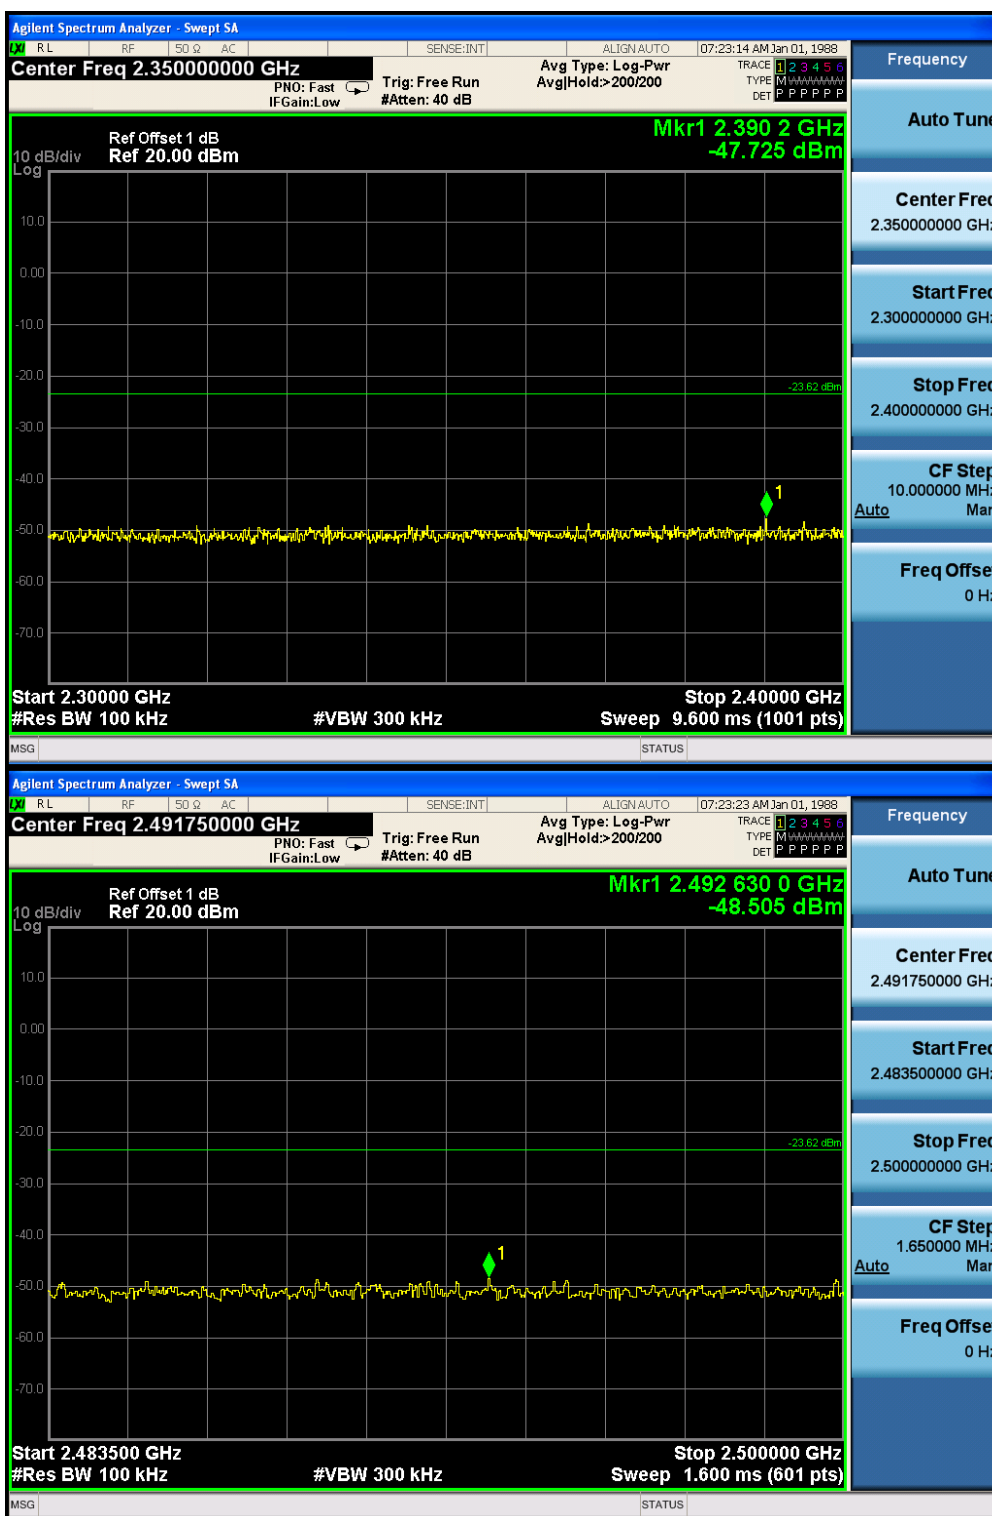 Agilent Spectrum Analyzer - Swept SA
LXI RL RF 50 Ω AC SENSE:INT ALIGN AUTO 07:23:14 AM Jan 01, 1988
Center Freq 2.350000000 GHz
PNO: Fast
IFGain:Low
Trig: Free Run
#Atten: 40 dB
Avg Type: Log-Pwr
Avg|Hold:>200/200
TRACE 1 2 3 4 5 6
TYPE M
DET P P P P P P
Mkr1 2.390 2 GHz
-47.725 dBm
Ref Offset 1 dB
10 dB/div Ref 20.00 dBm
Log
10.0
0.00
-10.0
-20.0
-23.62 dBm
-30.0
-40.0
1
-50.0
-60.0
-70.0
Start 2.30000 GHz Stop 2.40000 GHz
#Res BW 100 kHz #VBW 300 kHz Sweep 9.600 ms (1001 pts)
MSG STATUS
Frequency
Auto Tune
Center Freq
2.350000000 GHz
Start Freq
2.300000000 GHz
Stop Freq
2.400000000 GHz
CF Step
10.000000 MHz
Auto Man
Freq Offset
0 Hz
Agilent Spectrum Analyzer - Swept SA
LXI RL RF 50 Ω AC SENSE:INT ALIGN AUTO 07:23:23 AM Jan 01, 1988
Center Freq 2.491750000 GHz
PNO: Fast
IFGain:Low
Trig: Free Run
#Atten: 40 dB
Avg Type: Log-Pwr
Avg|Hold:>200/200
TRACE 1 2 3 4 5 6
TYPE M
DET P P P P P P
Mkr1 2.492 630 0 GHz
-48.505 dBm
Ref Offset 1 dB
10 dB/div Ref 20.00 dBm
Log
10.0
0.00
-10.0
-20.0
-23.62 dBm
-30.0
-40.0
1
-50.0
-60.0
-70.0
Start 2.483500 GHz Stop 2.500000 GHz
#Res BW 100 kHz #VBW 300 kHz Sweep 1.600 ms (601 pts)
MSG STATUS
Frequency
Auto Tune
Center Freq
2.491750000 GHz
Start Freq
2.483500000 GHz
Stop Freq
2.500000000 GHz
CF Step
1.650000 MHz
Auto Man
Freq Offset
0 Hz